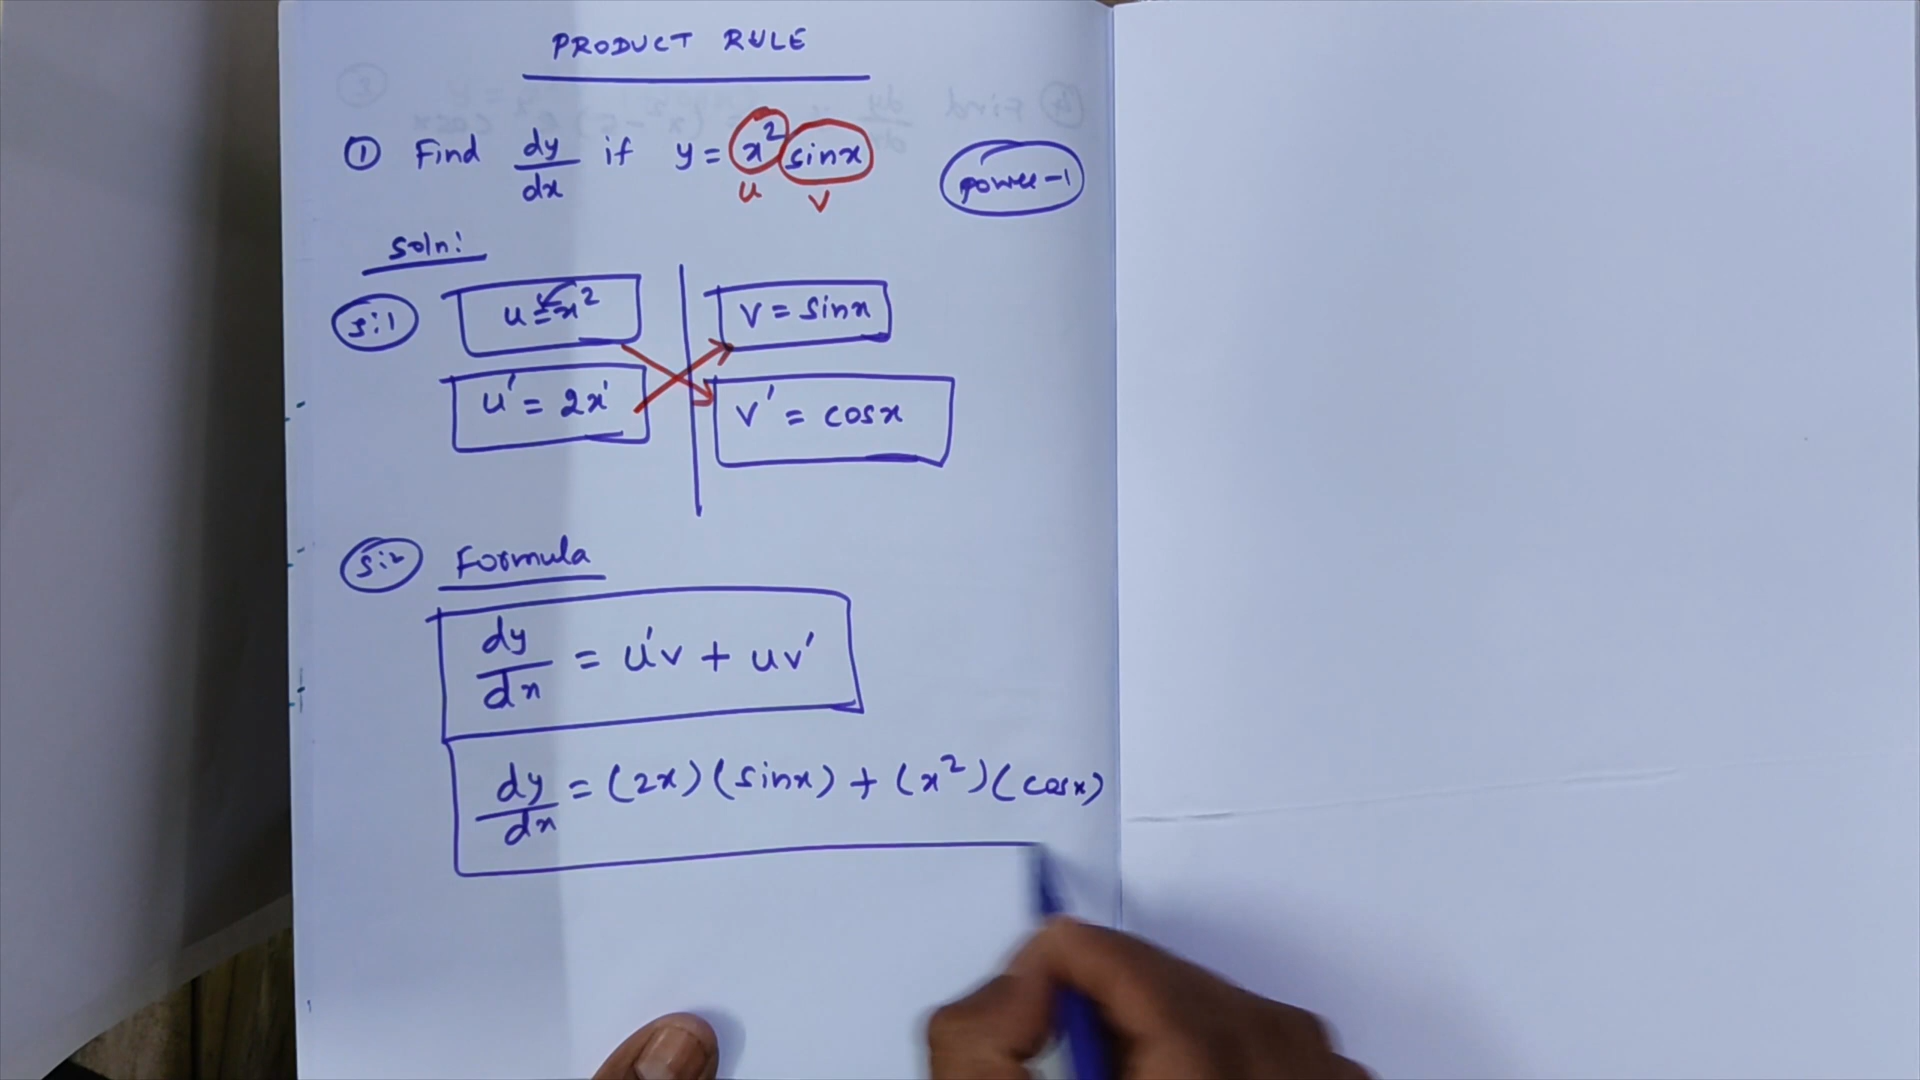 PRODUCT RULE
① Find dy/dx if y = x² sinx
u v
power-1
Soln:
S:1 u = x² v = sinx
u' = 2x' v' = cosx
S:2 Formula
dy/dx = u'v + uv'
dy/dx = (2x)(sinx) + (x²)(cosx)